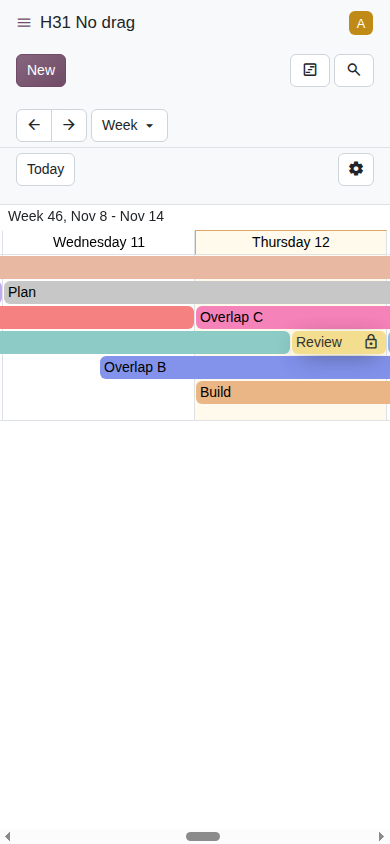 H31 No drag
A
New
Week
Today
Week 46, Nov 8 - Nov 14
Wednesday 11
Thursday 12
Plan
Overlap C
Review
Overlap B
Build